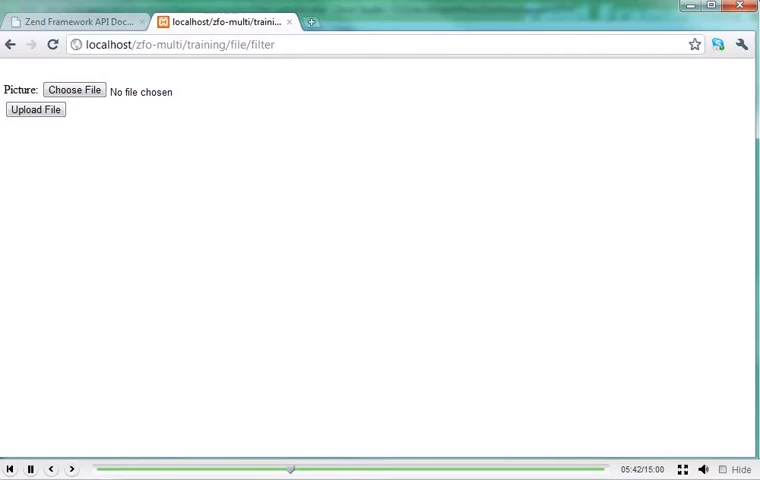 Zend Framework API Doc...
localhost/zfo-multi/traini...
localhost/zfo-multi/training/file/filter
Picture: Choose File No file chosen
Upload File
05:42/15:00 Hide